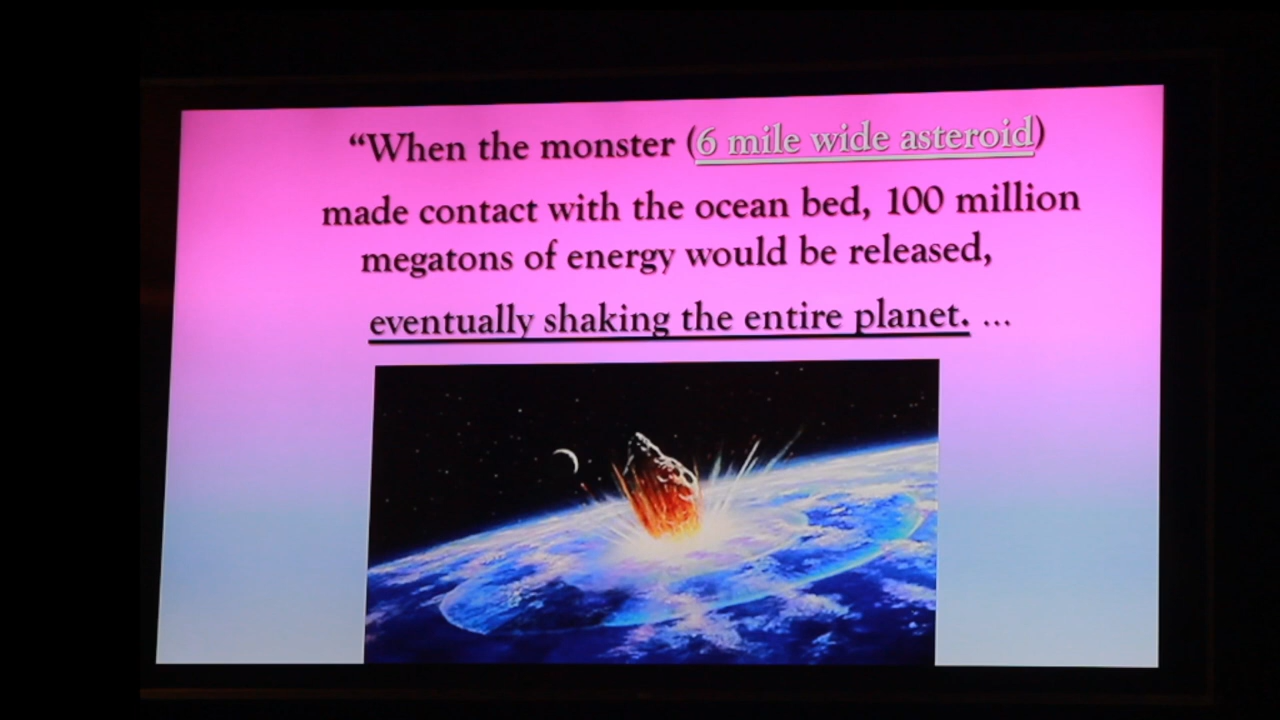 “When the monster (6 mile wide asteroid)
made contact with the ocean bed, 100 million
megatons of energy would be released,
eventually shaking the entire planet. ...